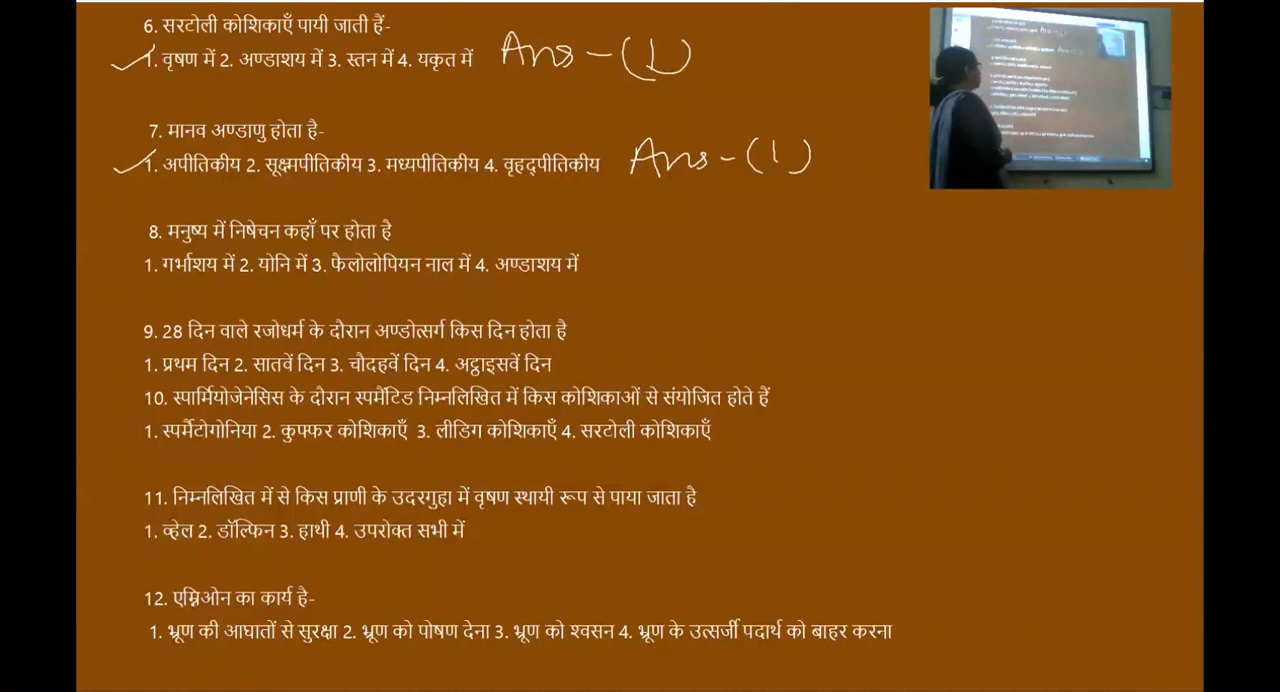 6. सरटोली कोशिकाएँ पायी जाती हैं-
1. वृषण में 2. अण्डाशय में 3. स्तन में 4. यकृत में Ans - (1)
7. मानव अण्डाणु होता है-
1. अपीतिकीय 2. सूक्ष्मपीतिकीय 3. मध्यपीतिकीय 4. वृहद्पीतिकीय Ans - (1)
8. मनुष्य में निषेचन कहाँ पर होता है
1. गर्भाशय में 2. योनि में 3. फैलोलोपियन नाल में 4. अण्डाशय में
9. 28 दिन वाले रजोधर्म के दौरान अण्डोत्सर्ग किस दिन होता है
1. प्रथम दिन 2. सातवें दिन 3. चौदहवें दिन 4. अट्ठाइसवें दिन
10. स्पार्मियोजेनेसिस के दौरान स्पर्मैटिड निम्नलिखित में किस कोशिकाओं से संयोजित होते हैं
1. स्पर्मैटोगोनिया 2. कुफ्फर कोशिकाएँ 3. लीडिग कोशिकाएँ 4. सरटोली कोशिकाएँ
11. निम्नलिखित में से किस प्राणी के उदरगुहा में वृषण स्थायी रूप से पाया जाता है
1. व्हेल 2. डॉल्फिन 3. हाथी 4. उपरोक्त सभी में
12. एम्निओन का कार्य है-
1. भ्रूण की आघातों से सुरक्षा 2. भ्रूण को पोषण देना 3. भ्रूण को श्वसन 4. भ्रूण के उत्सर्जी पदार्थ को बाहर करना